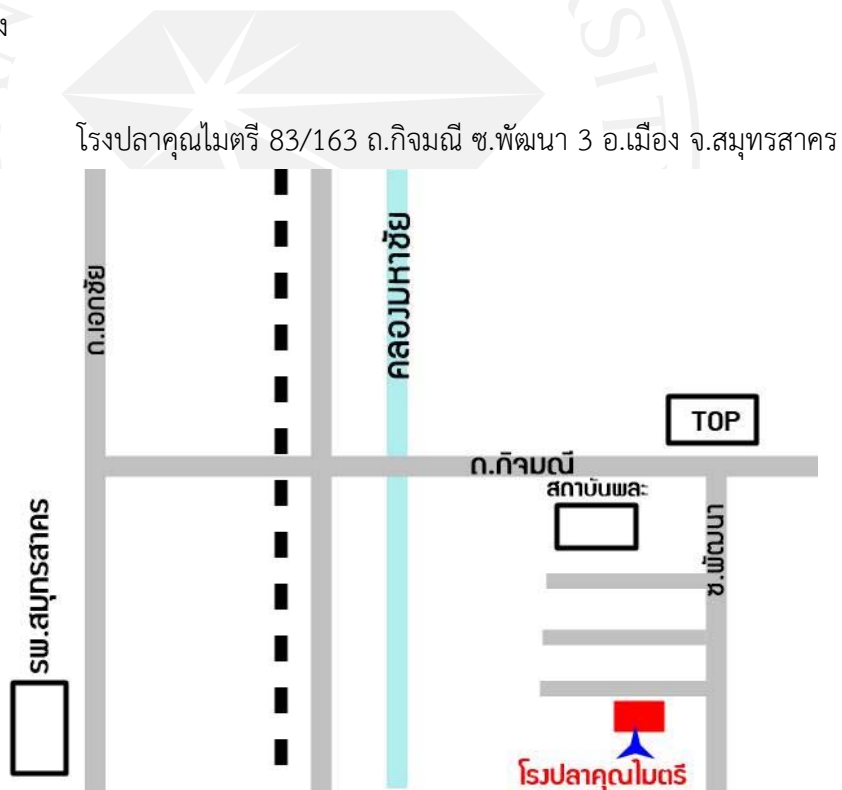 ง
โรงปลาคุณไมตรี 83/163 ถ.กิจมณี ซ.พัฒนา 3 อ.เมือง จ.สมุทรสาคร
ถ.เอกชัย
คลองมหาชัย
TOP
ถ.กิจมณี
สถาบันพละ
ซ.พัฒนา
รพ.สมุทรสาคร
โรงปลาคุณไมตรี